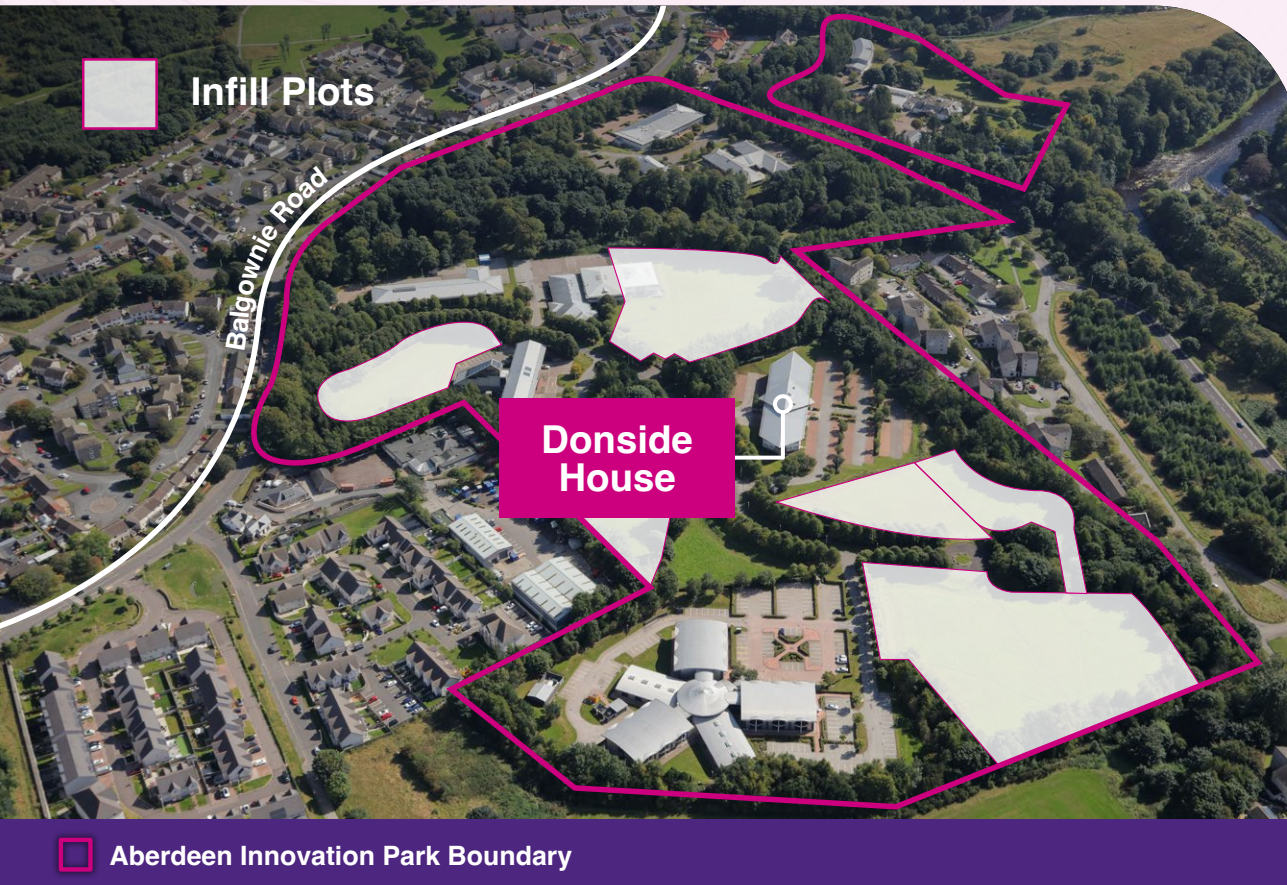 Infill Plots
Balgownie Road
Donside
House
Aberdeen Innovation Park Boundary